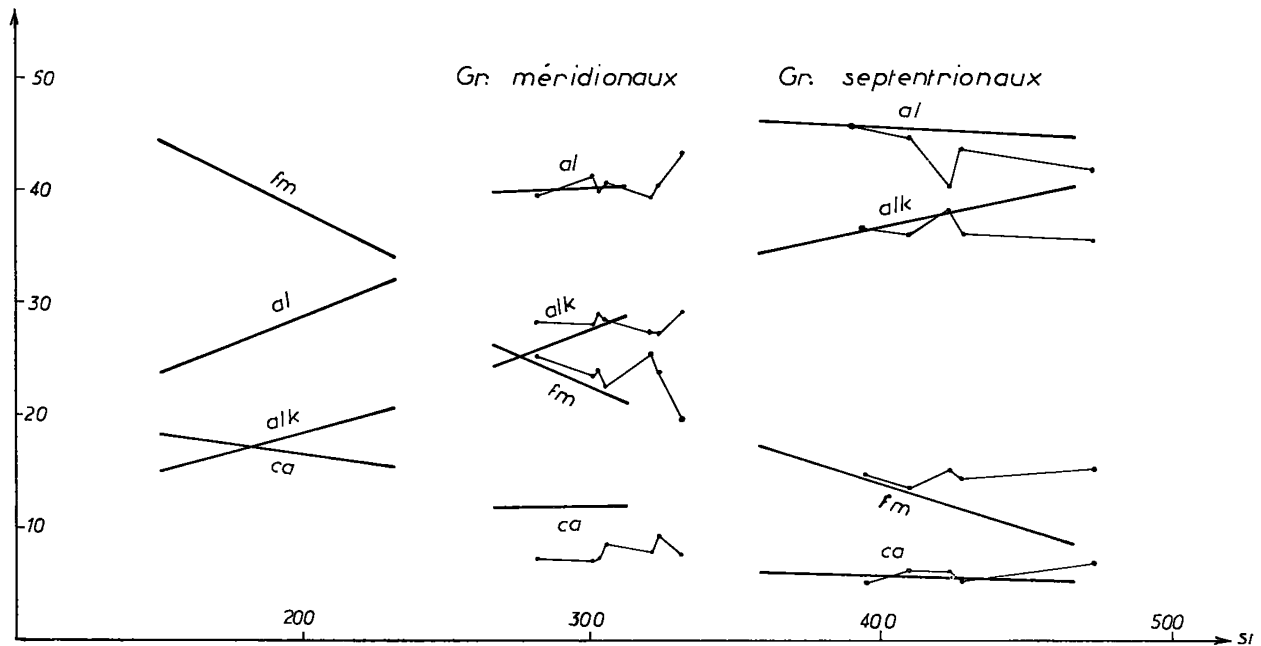 50
Gr. méridionaux
Gr. septentrionaux
al
fm
al
40
alk
al
30
alk
fm
alk
20
ca
fm
ca
10
ca
200
300
400
500
si